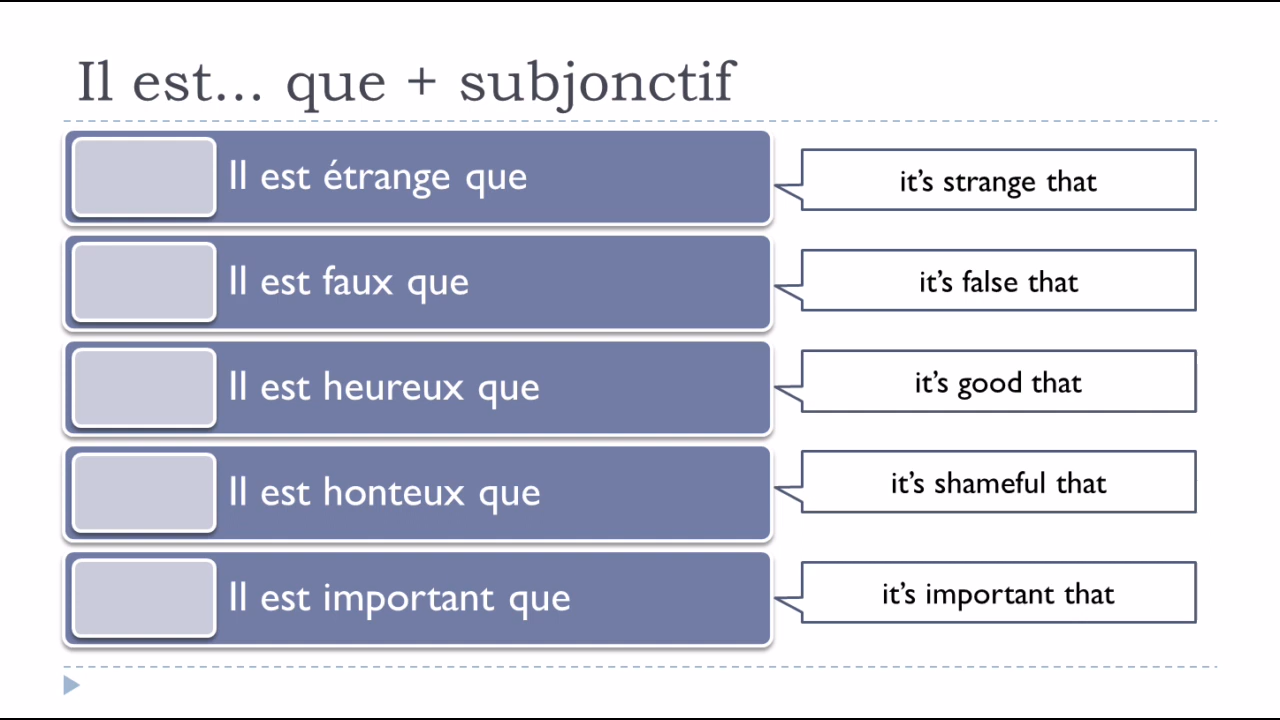 Il est... que + subjonctif
Il est étrange que
it’s strange that
Il est faux que
it’s false that
Il est heureux que
it’s good that
Il est honteux que
it’s shameful that
Il est important que
it’s important that